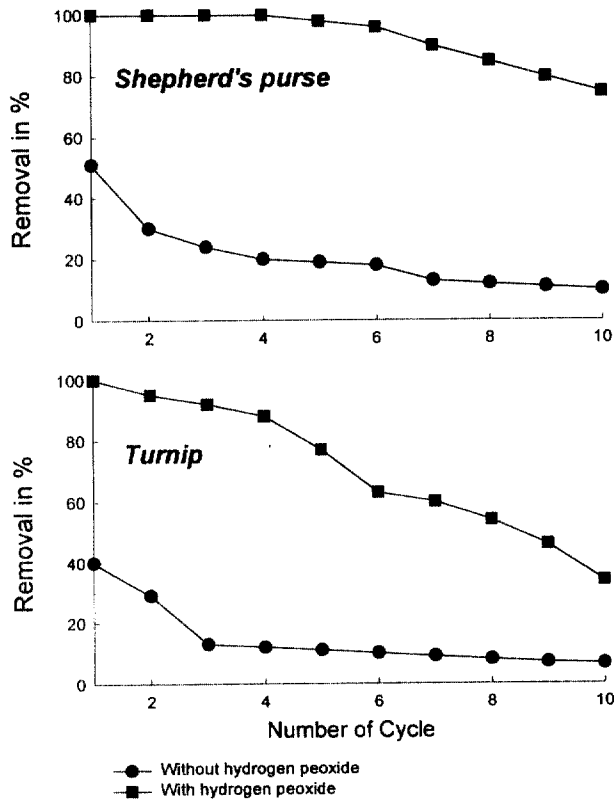 100
80
60
40
20
0
Removal in %
Shepherd's purse
2 4 6 8 10
100
80
60
40
20
0
Removal in %
Turnip
2 4 6 8 10
Number of Cycle
Without hydrogen peoxide
With hydrogen peoxide